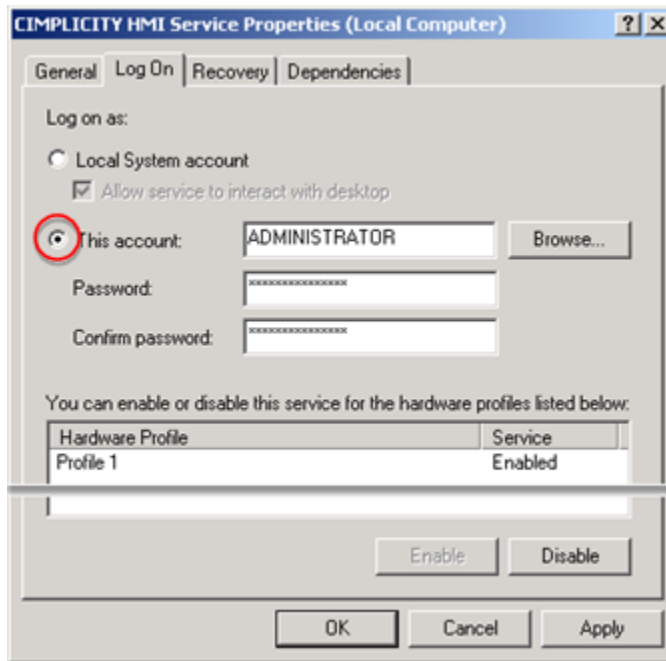 CIMPLICITY HMI Service Properties (Local Computer)
General Log On Recovery Dependencies
Log on as:
Local System account
Allow service to interact with desktop
This account: ADMINISTRATOR Browse...
Password: ***************
Confirm password: ***************
You can enable or disable this service for the hardware profiles listed below:
Hardware Profile Service
Profile 1 Enabled
Enable Disable
OK Cancel Apply